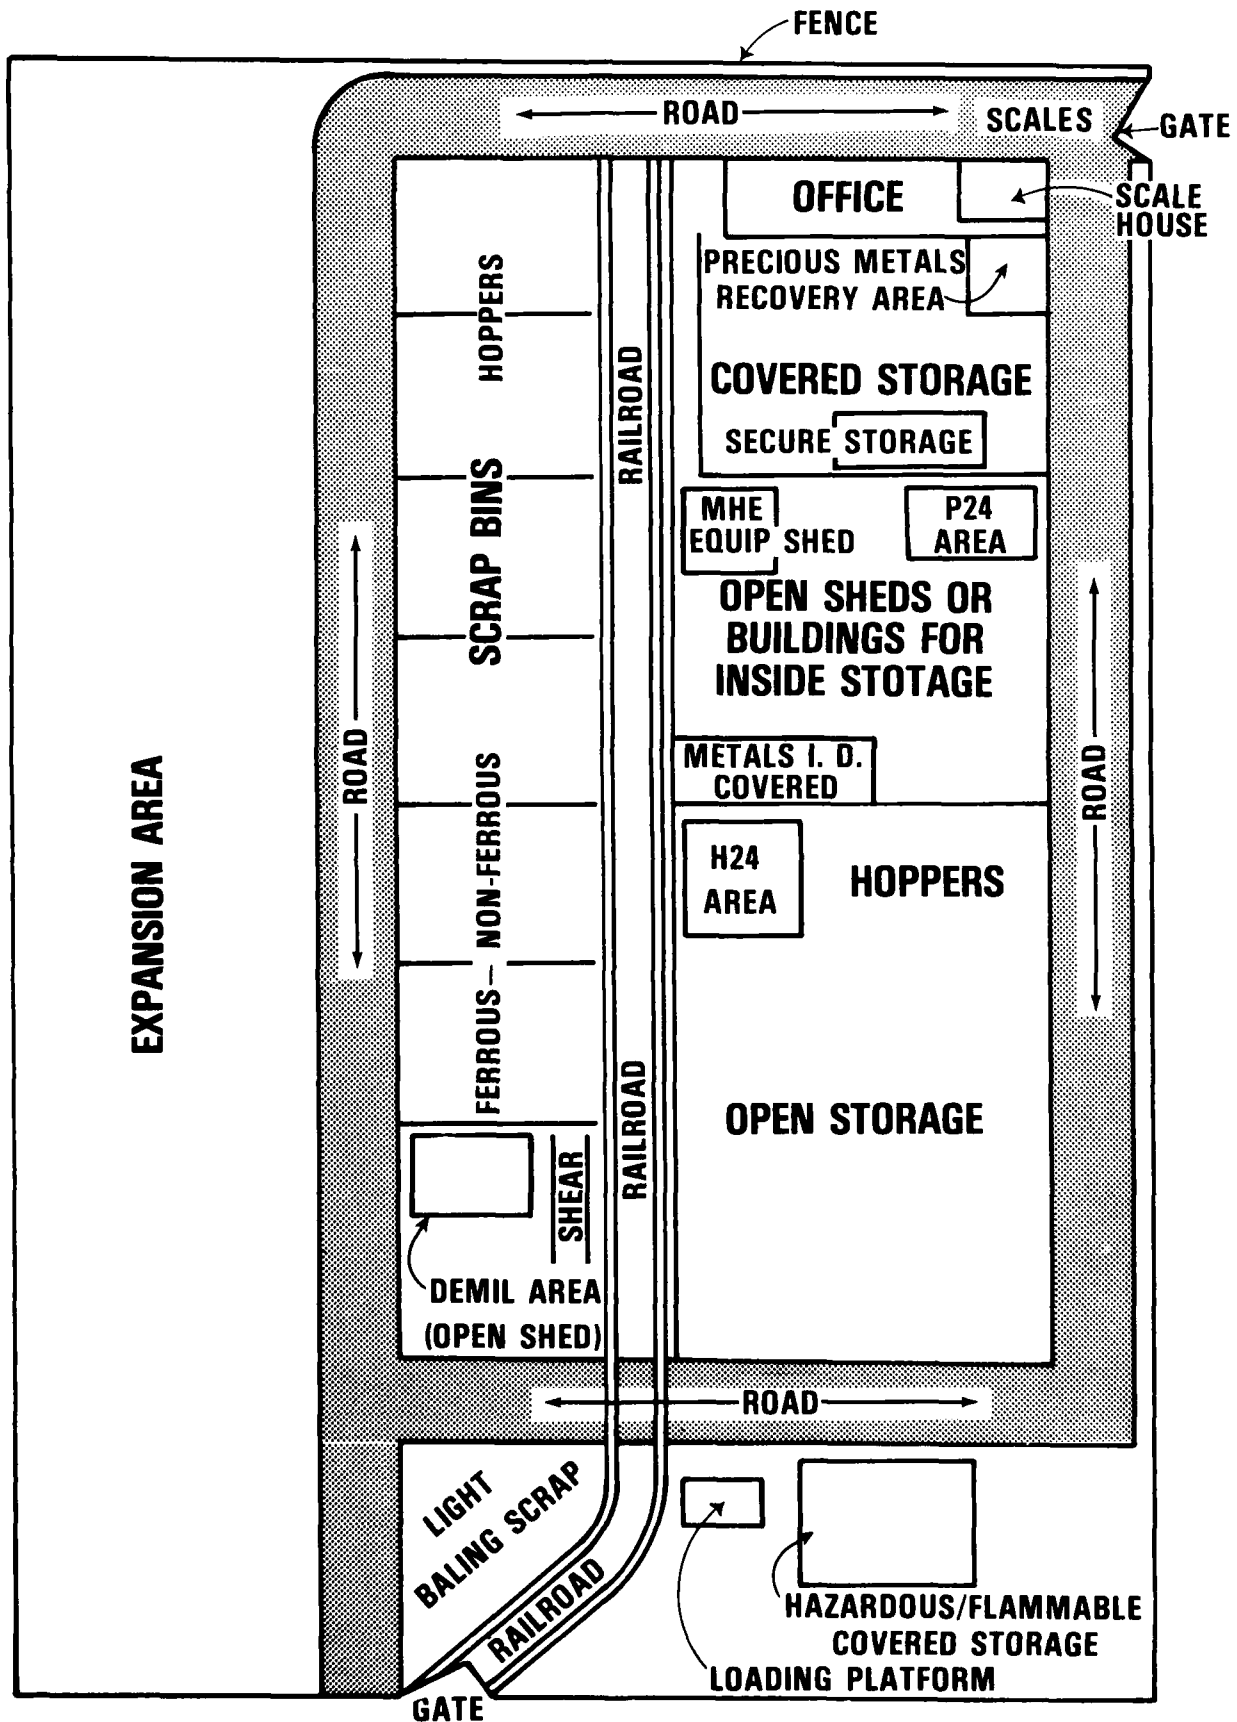 FENCE
ROAD
SCALES
GATE
OFFICE
SCALE
HOUSE
PRECIOUS METALS
RECOVERY AREA
HOPPERS
RAILROAD
COVERED STORAGE
SECURE STORAGE
SCRAP BINS
MHE
EQUIP SHED
P24
AREA
OPEN SHEDS OR
BUILDINGS FOR
INSIDE STOTAGE
ROAD
ROAD
METALS I. D.
COVERED
EXPANSION AREA
FERROUS— NON-FERROUS
H24
AREA
HOPPERS
RAILROAD
OPEN STORAGE
SHEAR
DEMIL AREA
(OPEN SHED)
ROAD
LIGHT
BALING SCRAP
RAILROAD
HAZARDOUS/FLAMMABLE
COVERED STORAGE
LOADING PLATFORM
GATE